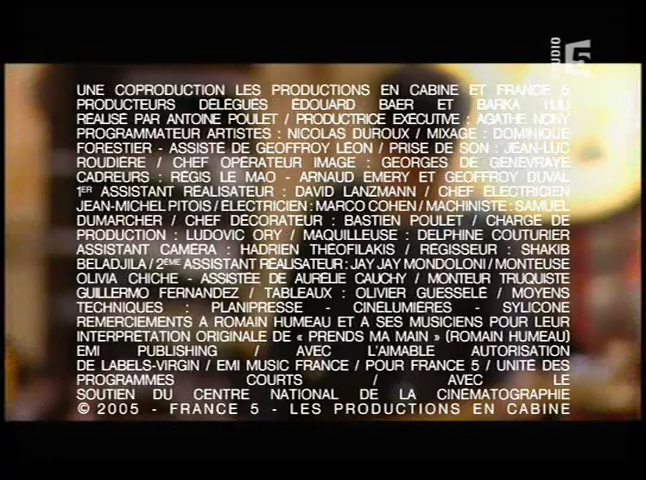 STUDIO
5
UNE COPRODUCTION LES PRODUCTIONS EN CABINE ET FRANCE 5
PRODUCTEURS DÉLÉGUÉS ÉDOUARD BAER ET BARKA HJIJ
RÉALISÉ PAR ANTOINE POULET / PRODUCTRICE EXÉCUTIVE : AGATHE NONY
PROGRAMMATEUR ARTISTES : NICOLAS DUROUX / MIXAGE : DOMINIQUE
FORESTIER - ASSISTÉ DE GEOFFROY LÉON / PRISE DE SON : JEAN-LUC
ROUDIÈRE / CHEF OPÉRATEUR IMAGE : GEORGES DE GENEVRAYE
CADREURS : RÉGIS LE MAO - ARNAUD EMERY ET GEOFFROY DUVAL
1ER ASSISTANT RÉALISATEUR : DAVID LANZMANN / CHEF ÉLECTRICIEN
JEAN-MICHEL PITOIS / ÉLECTRICIEN : MARCO COHEN / MACHINISTE : SAMUEL
DUMARCHER / CHEF DÉCORATEUR : BASTIEN POULET / CHARGÉ DE
PRODUCTION : LUDOVIC ORY / MAQUILLEUSE : DELPHINE COUTURIER
ASSISTANT CAMÉRA : HADRIEN THÉOFILAKIS / RÉGISSEUR : SHAKIB
BELADJILA / 2ÈME ASSISTANT RÉALISATEUR : JAY JAY MONDOLONI / MONTEUSE
OLIVIA CHICHE - ASSISTÉE DE AURÉLIE CAUCHY / MONTEUR TRUQUISTE
GUILLERMO FERNANDEZ / TABLEAUX : OLIVIER GUESSELÉ / MOYENS
TECHNIQUES : PLANIPRESSE - CINÉLUMIÈRES - SYLICONE
REMERCIEMENTS À ROMAIN HUMEAU ET À SES MUSICIENS POUR LEUR
INTERPRÉTATION ORIGINALE DE « PRENDS MA MAIN » (ROMAIN HUMEAU)
EMI PUBLISHING / AVEC L'AIMABLE AUTORISATION
DE LABELS-VIRGIN / EMI MUSIC FRANCE / POUR FRANCE 5 / UNITÉ DES
PROGRAMMES COURTS / AVEC LE
SOUTIEN DU CENTRE NATIONAL DE LA CINÉMATOGRAPHIE
© 2005 - FRANCE 5 - LES PRODUCTIONS EN CABINE